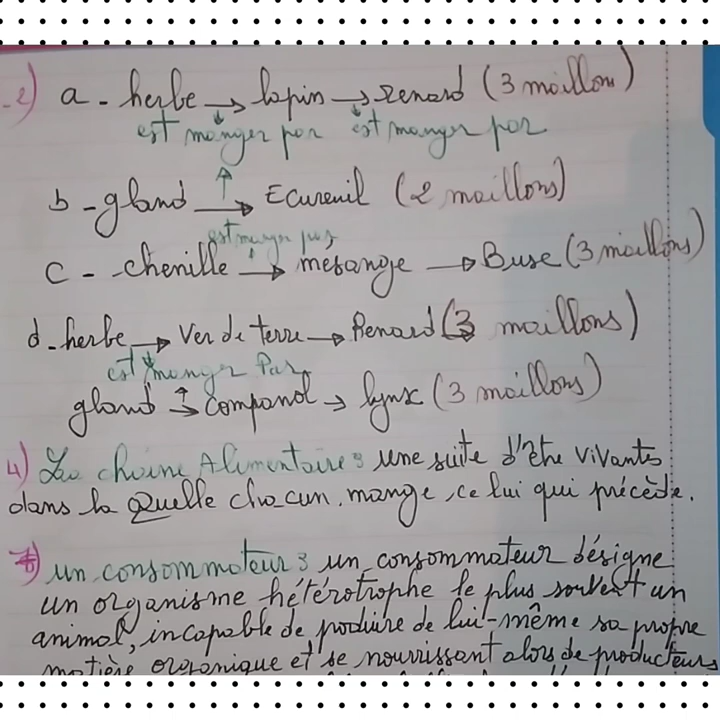 2) a - herbe → lapin → renard (3 maillons)
est manger par est manger par
b - gland → Ecureuil (2 maillons)
est manger par
c - chenille → mesange → Buse (3 maillons)
d - herbe → Ver de terre → Renard (3 maillons)
est manger Par
gland → companol → lynx (3 maillons)
4) La chaine Alimentaire : une suite d'être vivants
dans la Quelle chacun mange celui qui précède.
5) un consommateur : un consommateur désigne
un organisme hétérotrophe le plus souvent un
animal, incapable de produire de lui-même sa propre
matière organique et se nourrissant alors de producteurs